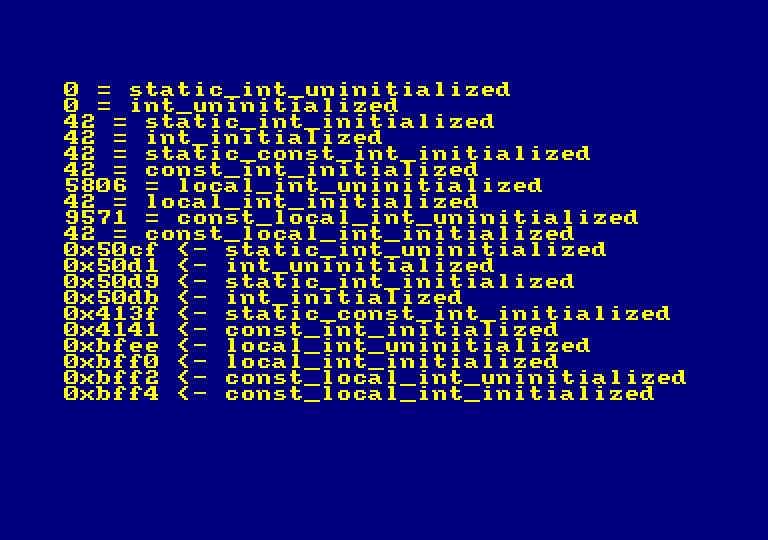 0 = static_int_uninitialized
0 = int_uninitialized
42 = static_int_initialized
42 = int_initialized
42 = static_const_int_initialized
42 = const_int_initialized
5806 = local_int_uninitialized
42 = local_int_initialized
9571 = const_local_int_uninitialized
42 = const_local_int_initialized
0x50cf <- static_int_uninitialized
0x50d1 <- int_uninitialized
0x50d9 <- static_int_initialized
0x50db <- int_initialized
0x413f <- static_const_int_initialized
0x4141 <- const_int_initialized
0xbfee <- local_int_uninitialized
0xbff0 <- local_int_initialized
0xbff2 <- const_local_int_uninitialized
0xbff4 <- const_local_int_initialized